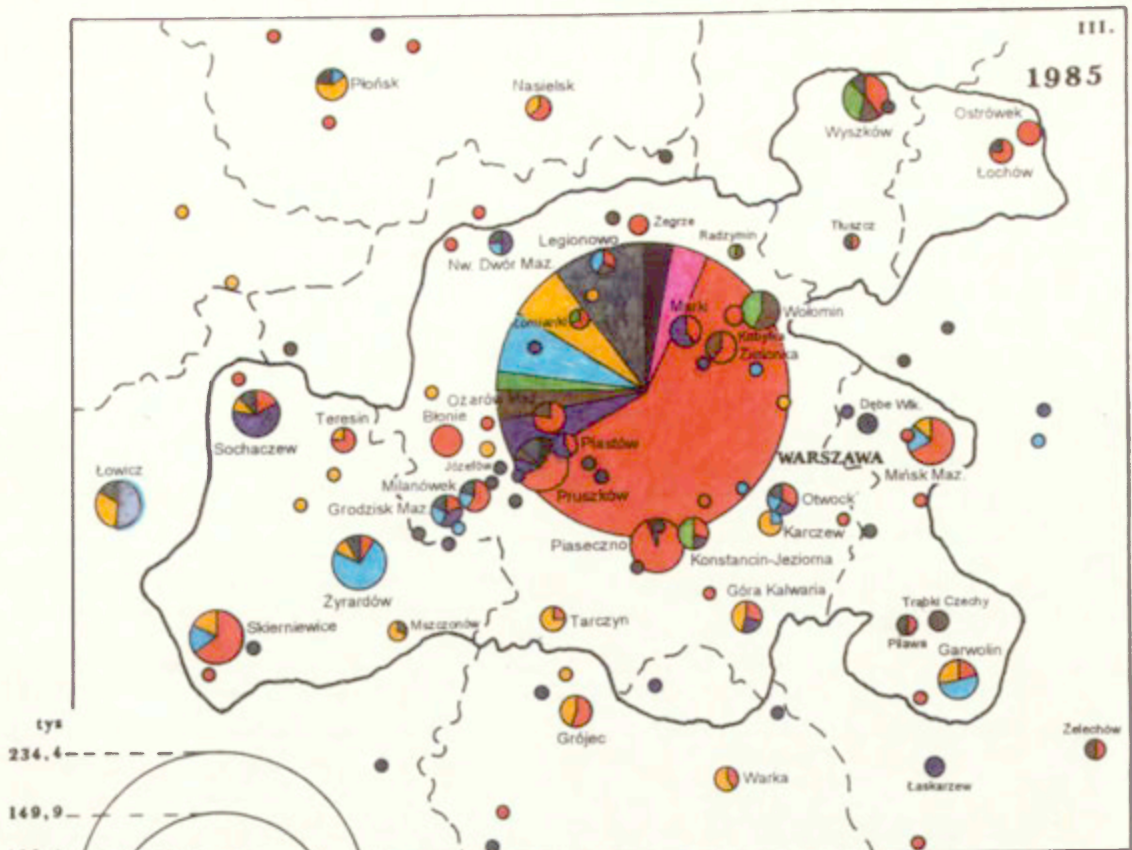 III.
1985
Płońsk
Nasielsk
Wyszków
Ostrówek
Łochów
Tłuszcz
Zegrze
Radzymin
Legionowo
Nw. Dwór Maz.
Łomianki
Marki
Wołomin
Kobyłka
Zielonka
Ożarów Maz.
Błonie
Teresin
Sochaczew
Łowicz
Józefów
Piastów
Pruszków
WARSZAWA
Dębe Wlk.
Mińsk Maz.
Milanówek
Grodzisk Maz.
Otwock
Karczew
Piaseczno
Konstancin-Jeziorna
Żyrardów
Góra Kalwaria
Trąbki Czechy
Pilawa
Garwolin
Skierniewice
Mszczonów
Tarczyn
Grójec
Warka
Łaskarzew
Żelechów
tys
234,4
149,9